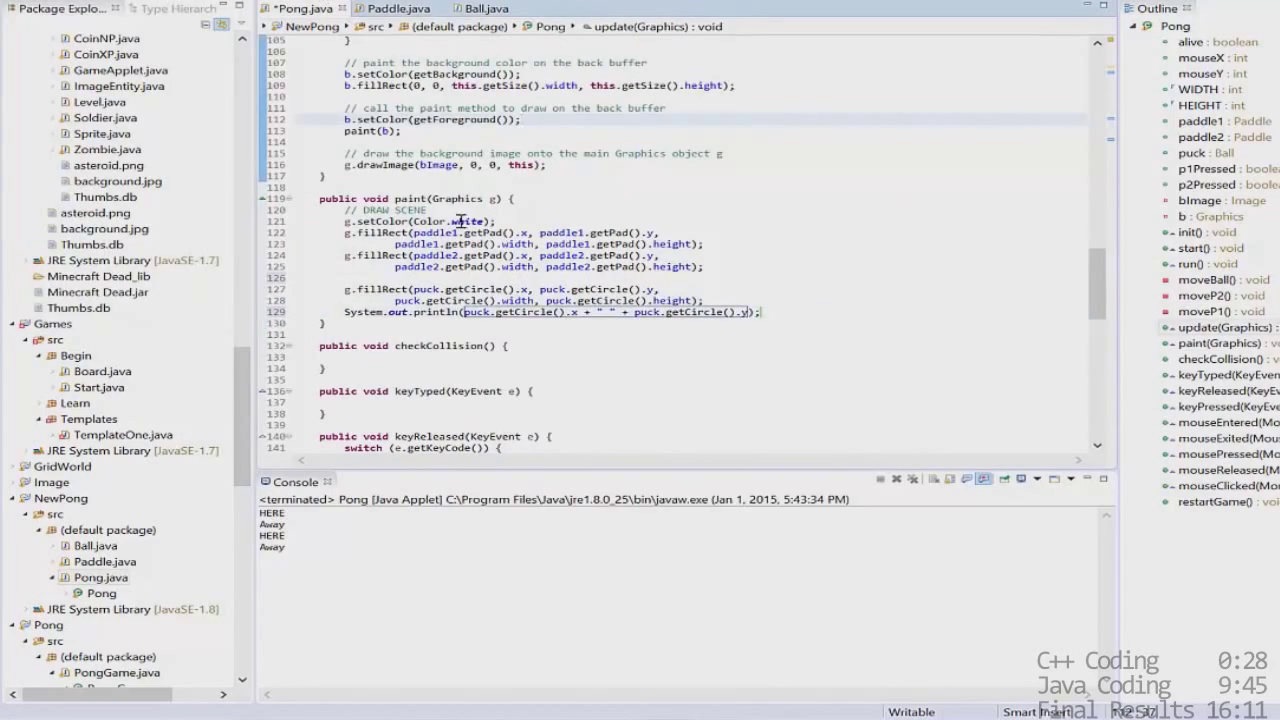 Package Explo...
Type Hierarch
CoinNP.java
CoinXP.java
GameApplet.java
ImageEntity.java
Level.java
Soldier.java
Sprite.java
Zombie.java
asteroid.png
background.jpg
Thumbs.db
asteroid.png
background.jpg
Thumbs.db
JRE System Library [JavaSE-1.7]
Minecraft Dead_lib
Minecraft Dead.jar
Thumbs.db
Games
src
Begin
Board.java
Start.java
Learn
Templates
TemplateOne.java
JRE System Library [JavaSE-1.7]
GridWorld
Image
NewPong
src
(default package)
Ball.java
Paddle.java
Pong.java
Pong
JRE System Library [JavaSE-1.8]
Pong
src
(default package)
PongGame.java
*Pong.java
Paddle.java
Ball.java
NewPong
src
(default package)
Pong
update(Graphics) : void
105 }
106
107 // paint the background color on the back buffer
108 b.setColor(getBackground());
109 b.fillRect(0, 0, this.getSize().width, this.getSize().height);
110
111 // call the paint method to draw on the back buffer
112 b.setColor(getForeground());
113 paint(b);
114
115 // draw the background image onto the main Graphics object g
116 g.drawImage(bImage, 0, 0, this);
117 }
118
119 public void paint(Graphics g) {
120 // DRAW SCENE
121 g.setColor(Color.white);
122 g.fillRect(paddle1.getPad().x, paddle1.getPad().y,
123 paddle1.getPad().width, paddle1.getPad().height);
124 g.fillRect(paddle2.getPad().x, paddle2.getPad().y,
125 paddle2.getPad().width, paddle2.getPad().height);
126
127 g.fillRect(puck.getCircle().x, puck.getCircle().y,
128 puck.getCircle().width, puck.getCircle().height);
129 System.out.println(puck.getCircle().x + " " + puck.getCircle().y);
130 }
131
132 public void checkCollision() {
133
134 }
135
136 public void keyTyped(KeyEvent e) {
137
138 }
139
140 public void keyReleased(KeyEvent e) {
141 switch (e.getKeyCode()) {
Console
<terminated> Pong [Java Applet] C:\Program Files\Java\jre1.8.0_25\bin\javaw.exe (Jan 1, 2015, 5:43:34 PM)
HERE
Away
HERE
Away
Outline
Pong
alive : boolean
mouseX : int
mouseY : int
WIDTH : int
HEIGHT : int
paddle1 : Paddle
paddle2 : Paddle
puck : Ball
p1Pressed : boolean
p2Pressed : boolean
bImage : Image
b : Graphics
init() : void
start() : void
run() : void
moveBall() : void
moveP2() : void
moveP1() : void
update(Graphics) : void
paint(Graphics) : void
checkCollision() : void
keyTyped(KeyEvent)
keyReleased(KeyEvent)
keyPressed(KeyEvent)
mouseEntered(Mou
mouseExited(Mou
mousePressed(Mou
mouseReleased(Mou
mouseClicked(Mou
restartGame() : void
C++ Coding 0:28
Java Coding 9:45
Final Results 16:11
Writable
Smart Insert